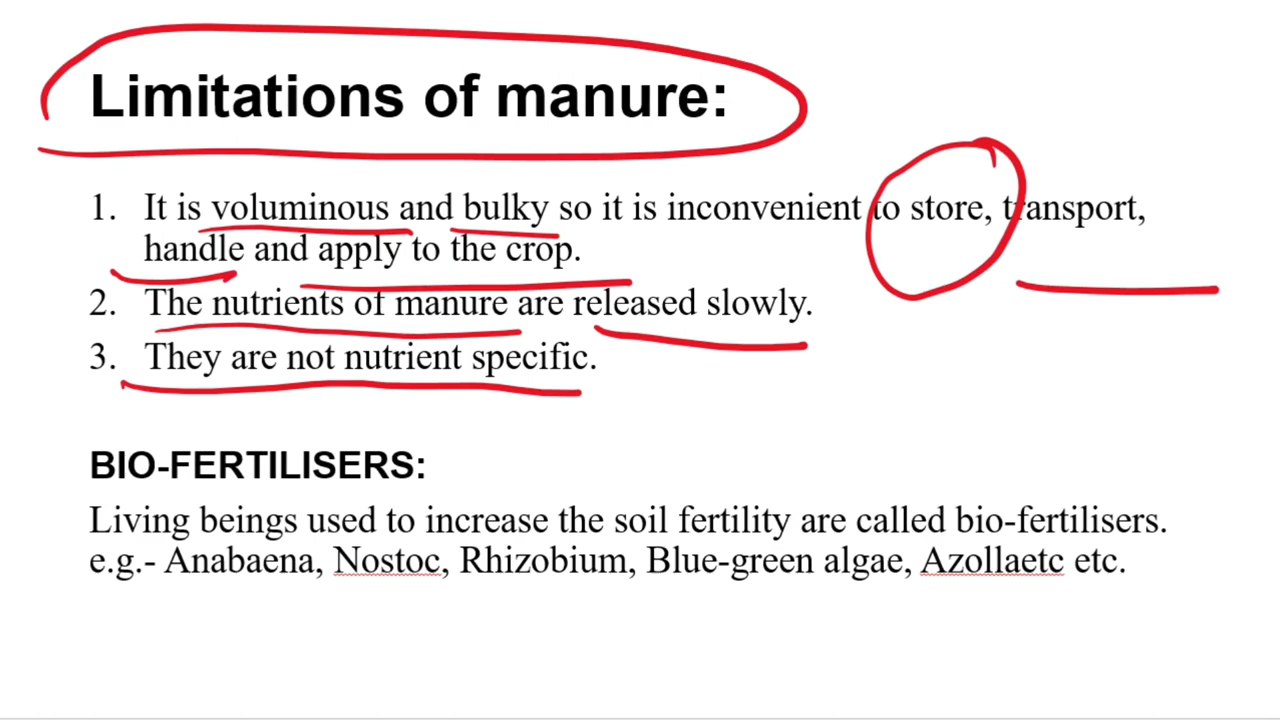 Limitations of manure:
1. It is voluminous and bulky so it is inconvenient to store, transport,
handle and apply to the crop.
2. The nutrients of manure are released slowly.
3. They are not nutrient specific.
BIO-FERTILISERS:
Living beings used to increase the soil fertility are called bio-fertilisers.
e.g.- Anabaena, Nostoc, Rhizobium, Blue-green algae, Azollaetc etc.